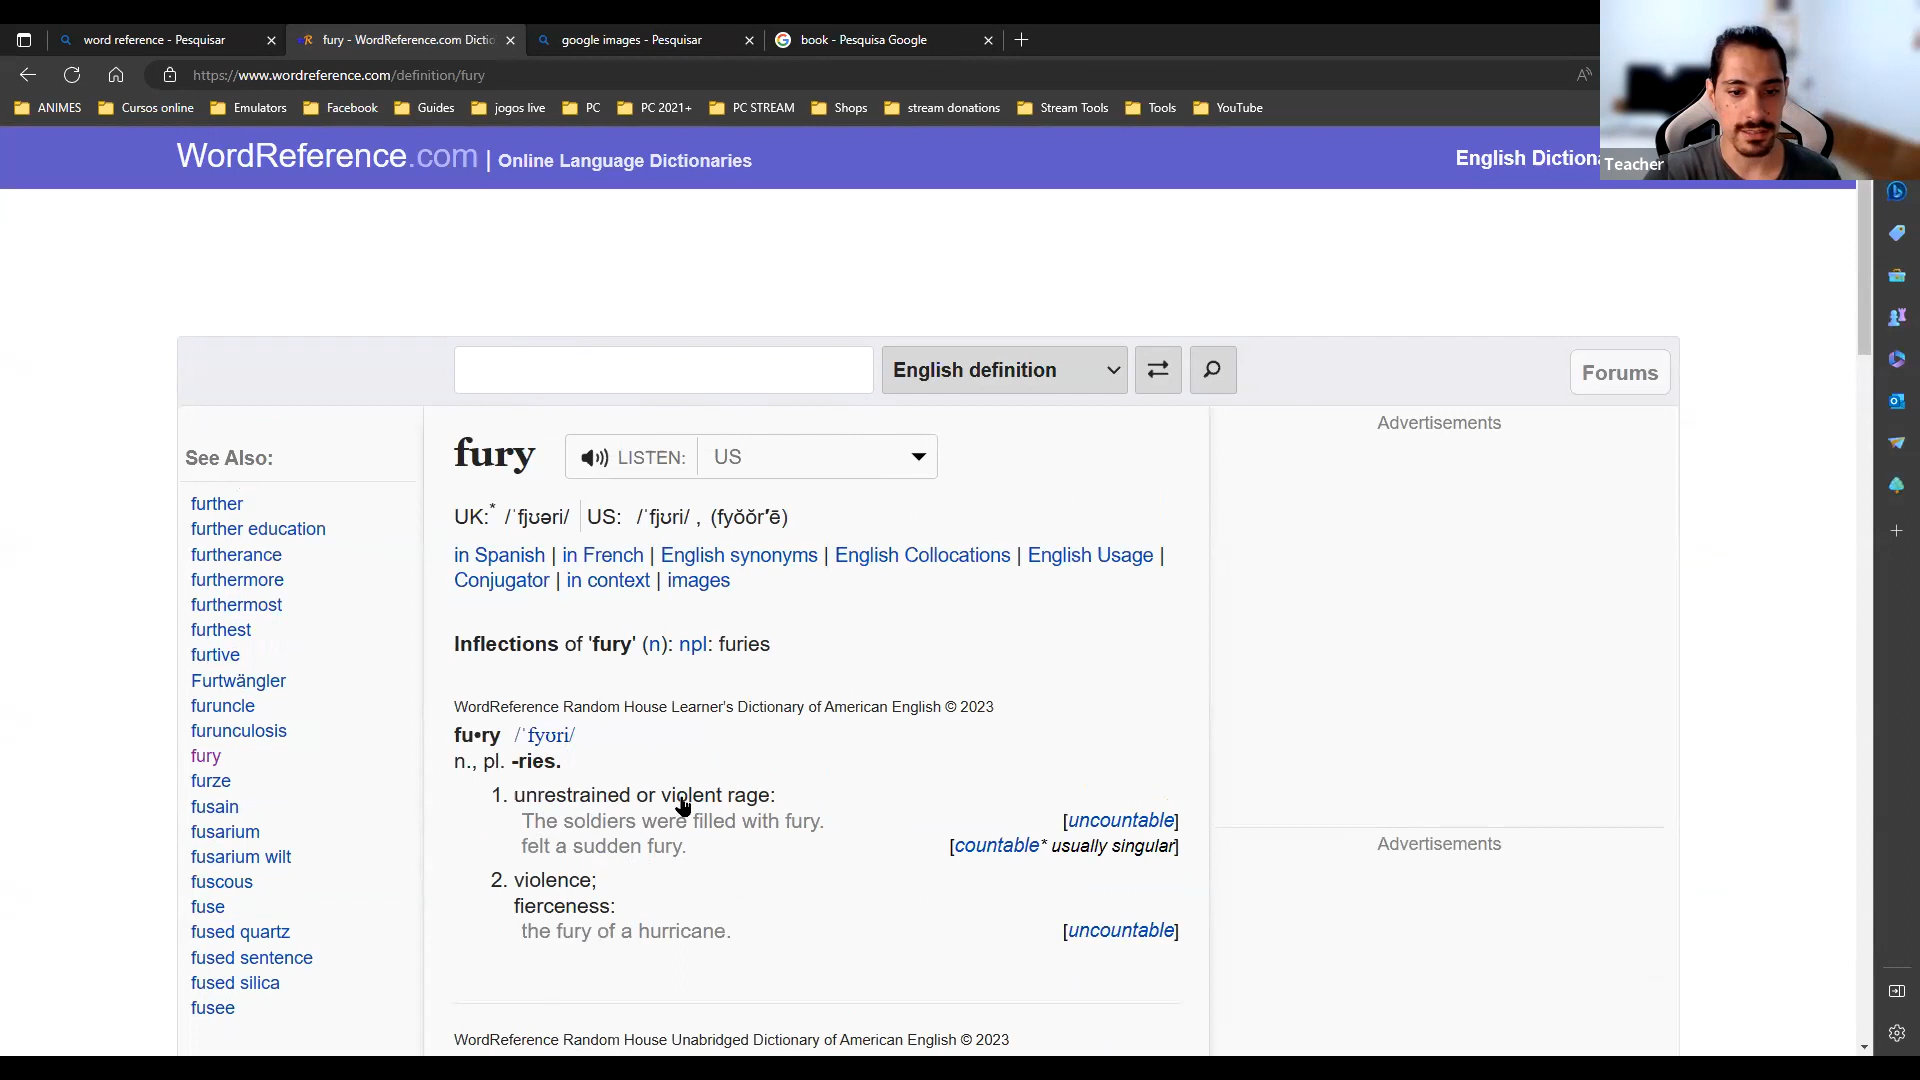 word reference - Pesquisar
fury - WordReference.com Dictio
google images - Pesquisar
book - Pesquisa Google
https://www.wordreference.com/definition/fury
ANIMES
Cursos online
Emulators
Facebook
Guides
jogos live
PC
PC 2021+
PC STREAM
Shops
stream donations
Stream Tools
Tools
YouTube
Teacher
WordReference.com | Online Language Dictionaries
English Dictiona
English definition
Forums
See Also:
further
further education
furtherance
furthermore
furthermost
furthest
furtive
Furtwängler
furuncle
furunculosis
fury
furze
fusain
fusarium
fusarium wilt
fuscous
fuse
fused quartz
fused sentence
fused silica
fusee
fury
LISTEN: US
UK:* /ˈfjʊəri/ US: /ˈfjʊri/ , (fyŏŏr′ē)
in Spanish | in French | English synonyms | English Collocations | English Usage |
Conjugator | in context | images
Inflections of 'fury' (n): npl: furies
WordReference Random House Learner's Dictionary of American English © 2023
fu•ry /ˈfyʊri/
n., pl. -ries.
1. unrestrained or violent rage:
The soldiers were filled with fury. [uncountable]
felt a sudden fury. [countable* usually singular]
2. violence;
fierceness:
the fury of a hurricane. [uncountable]
WordReference Random House Unabridged Dictionary of American English © 2023
Advertisements
Advertisements